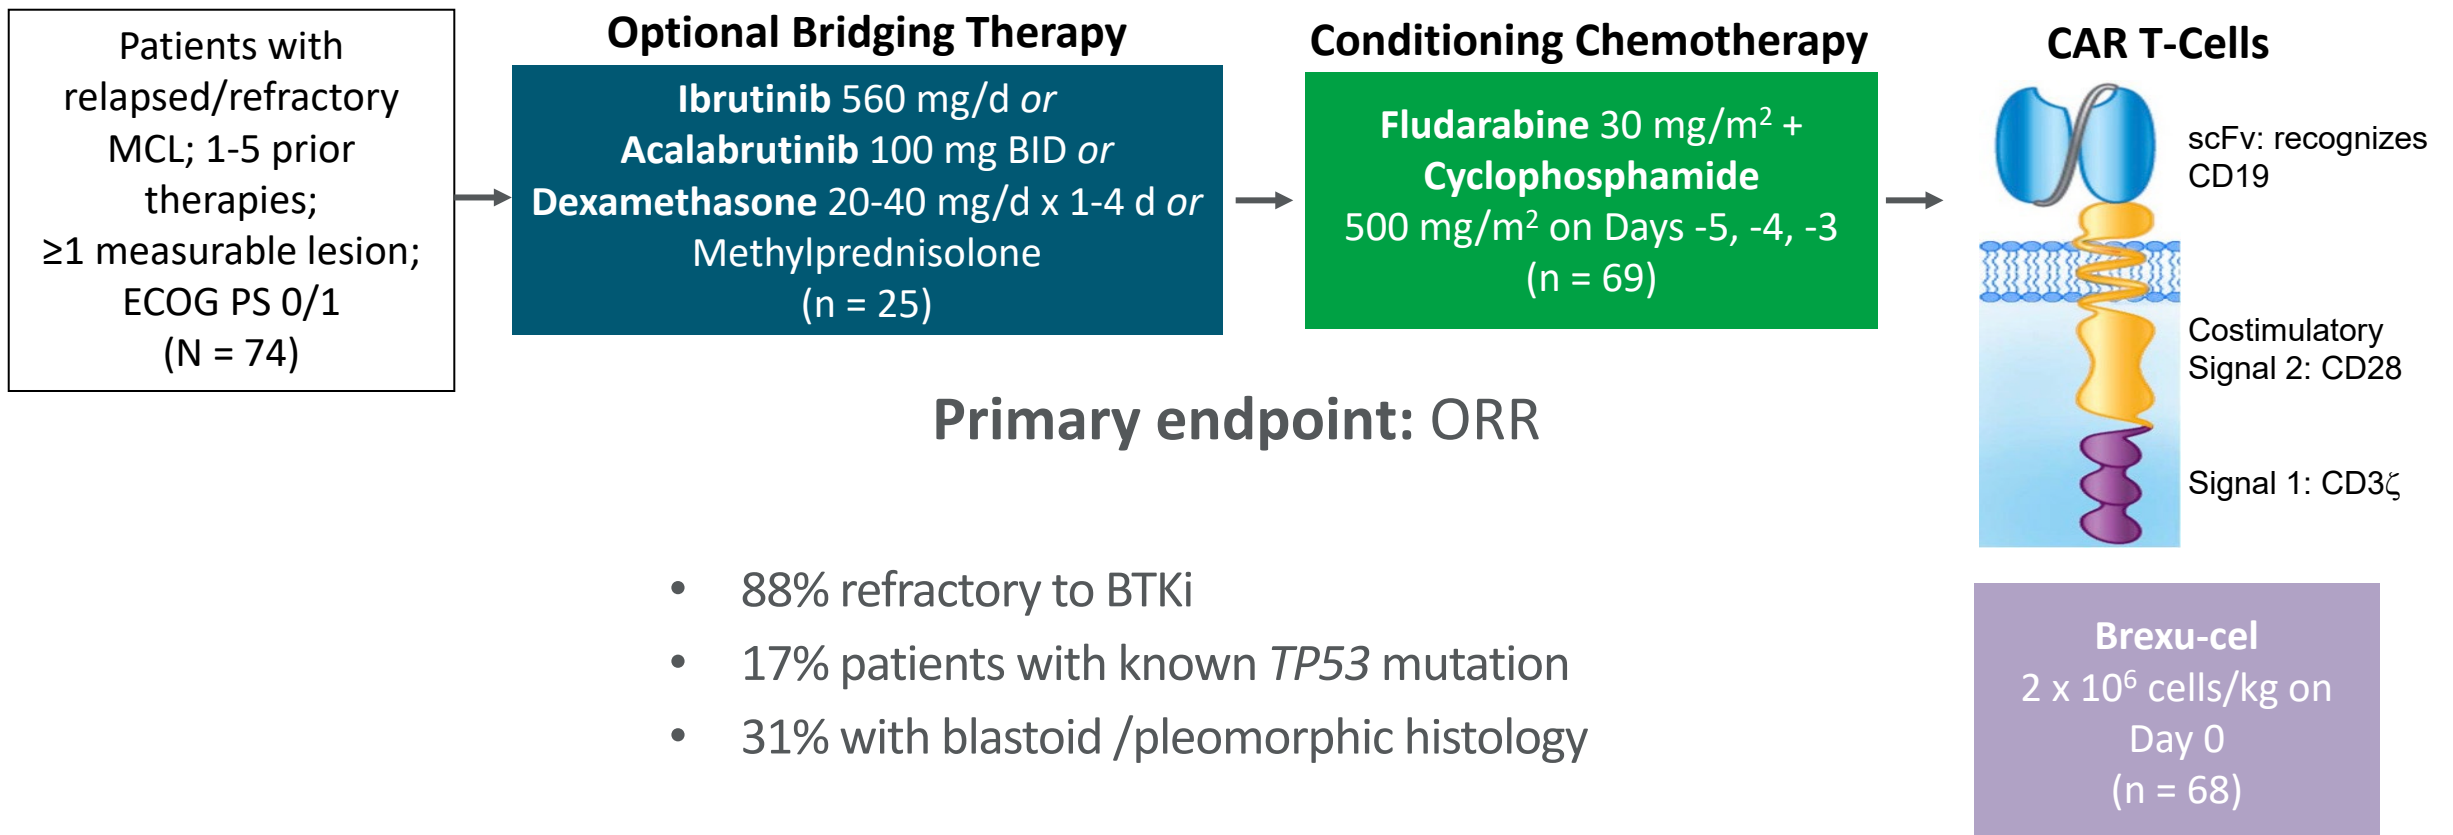 Patients with
relapsed/refractory
MCL; 1-5 prior
therapies;
≥1 measurable lesion;
ECOG PS 0/1
(N = 74)
Optional Bridging Therapy
Ibrutinib 560 mg/d or
Acalabrutinib 100 mg BID or
Dexamethasone 20-40 mg/d x 1-4 d or
Methylprednisolone
(n = 25)
Conditioning Chemotherapy
Fludarabine 30 mg/m² +
Cyclophosphamide
500 mg/m² on Days -5, -4, -3
(n = 69)
CAR T-Cells
scFv: recognizes
CD19
Costimulatory
Signal 2: CD28
Signal 1: CD3ζ
Primary endpoint: ORR
• 88% refractory to BTKi
• 17% patients with known TP53 mutation
• 31% with blastoid /pleomorphic histology
Brexu-cel
2 x 10⁶ cells/kg on
Day 0
(n = 68)